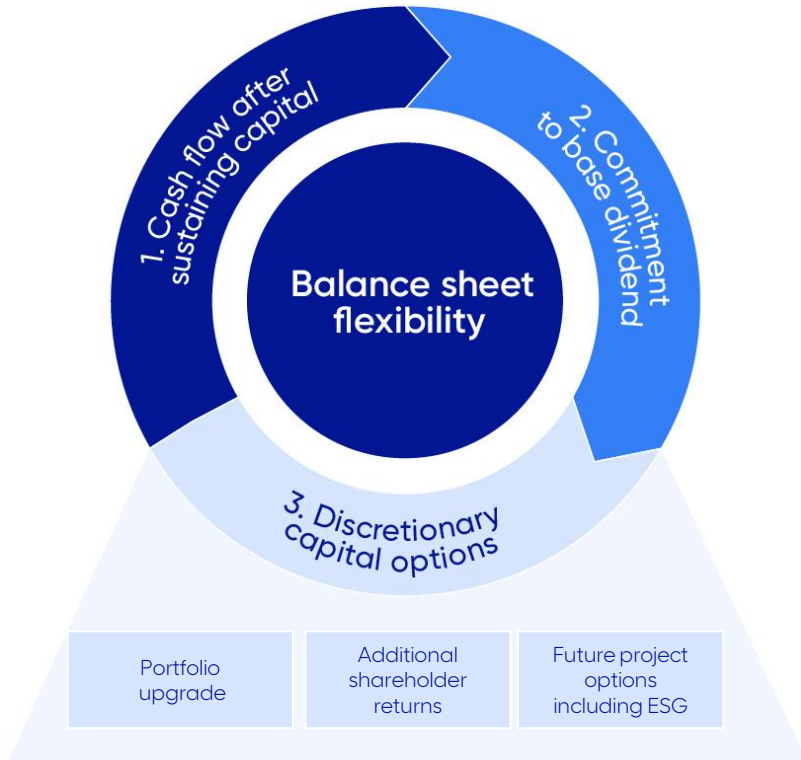 1. Cash flow after
sustaining capital
2. Commitment
to base dividend
Balance sheet
flexibility
3. Discretionary
capital options
Portfolio
upgrade
Additional
shareholder
returns
Future project
options
including ESG